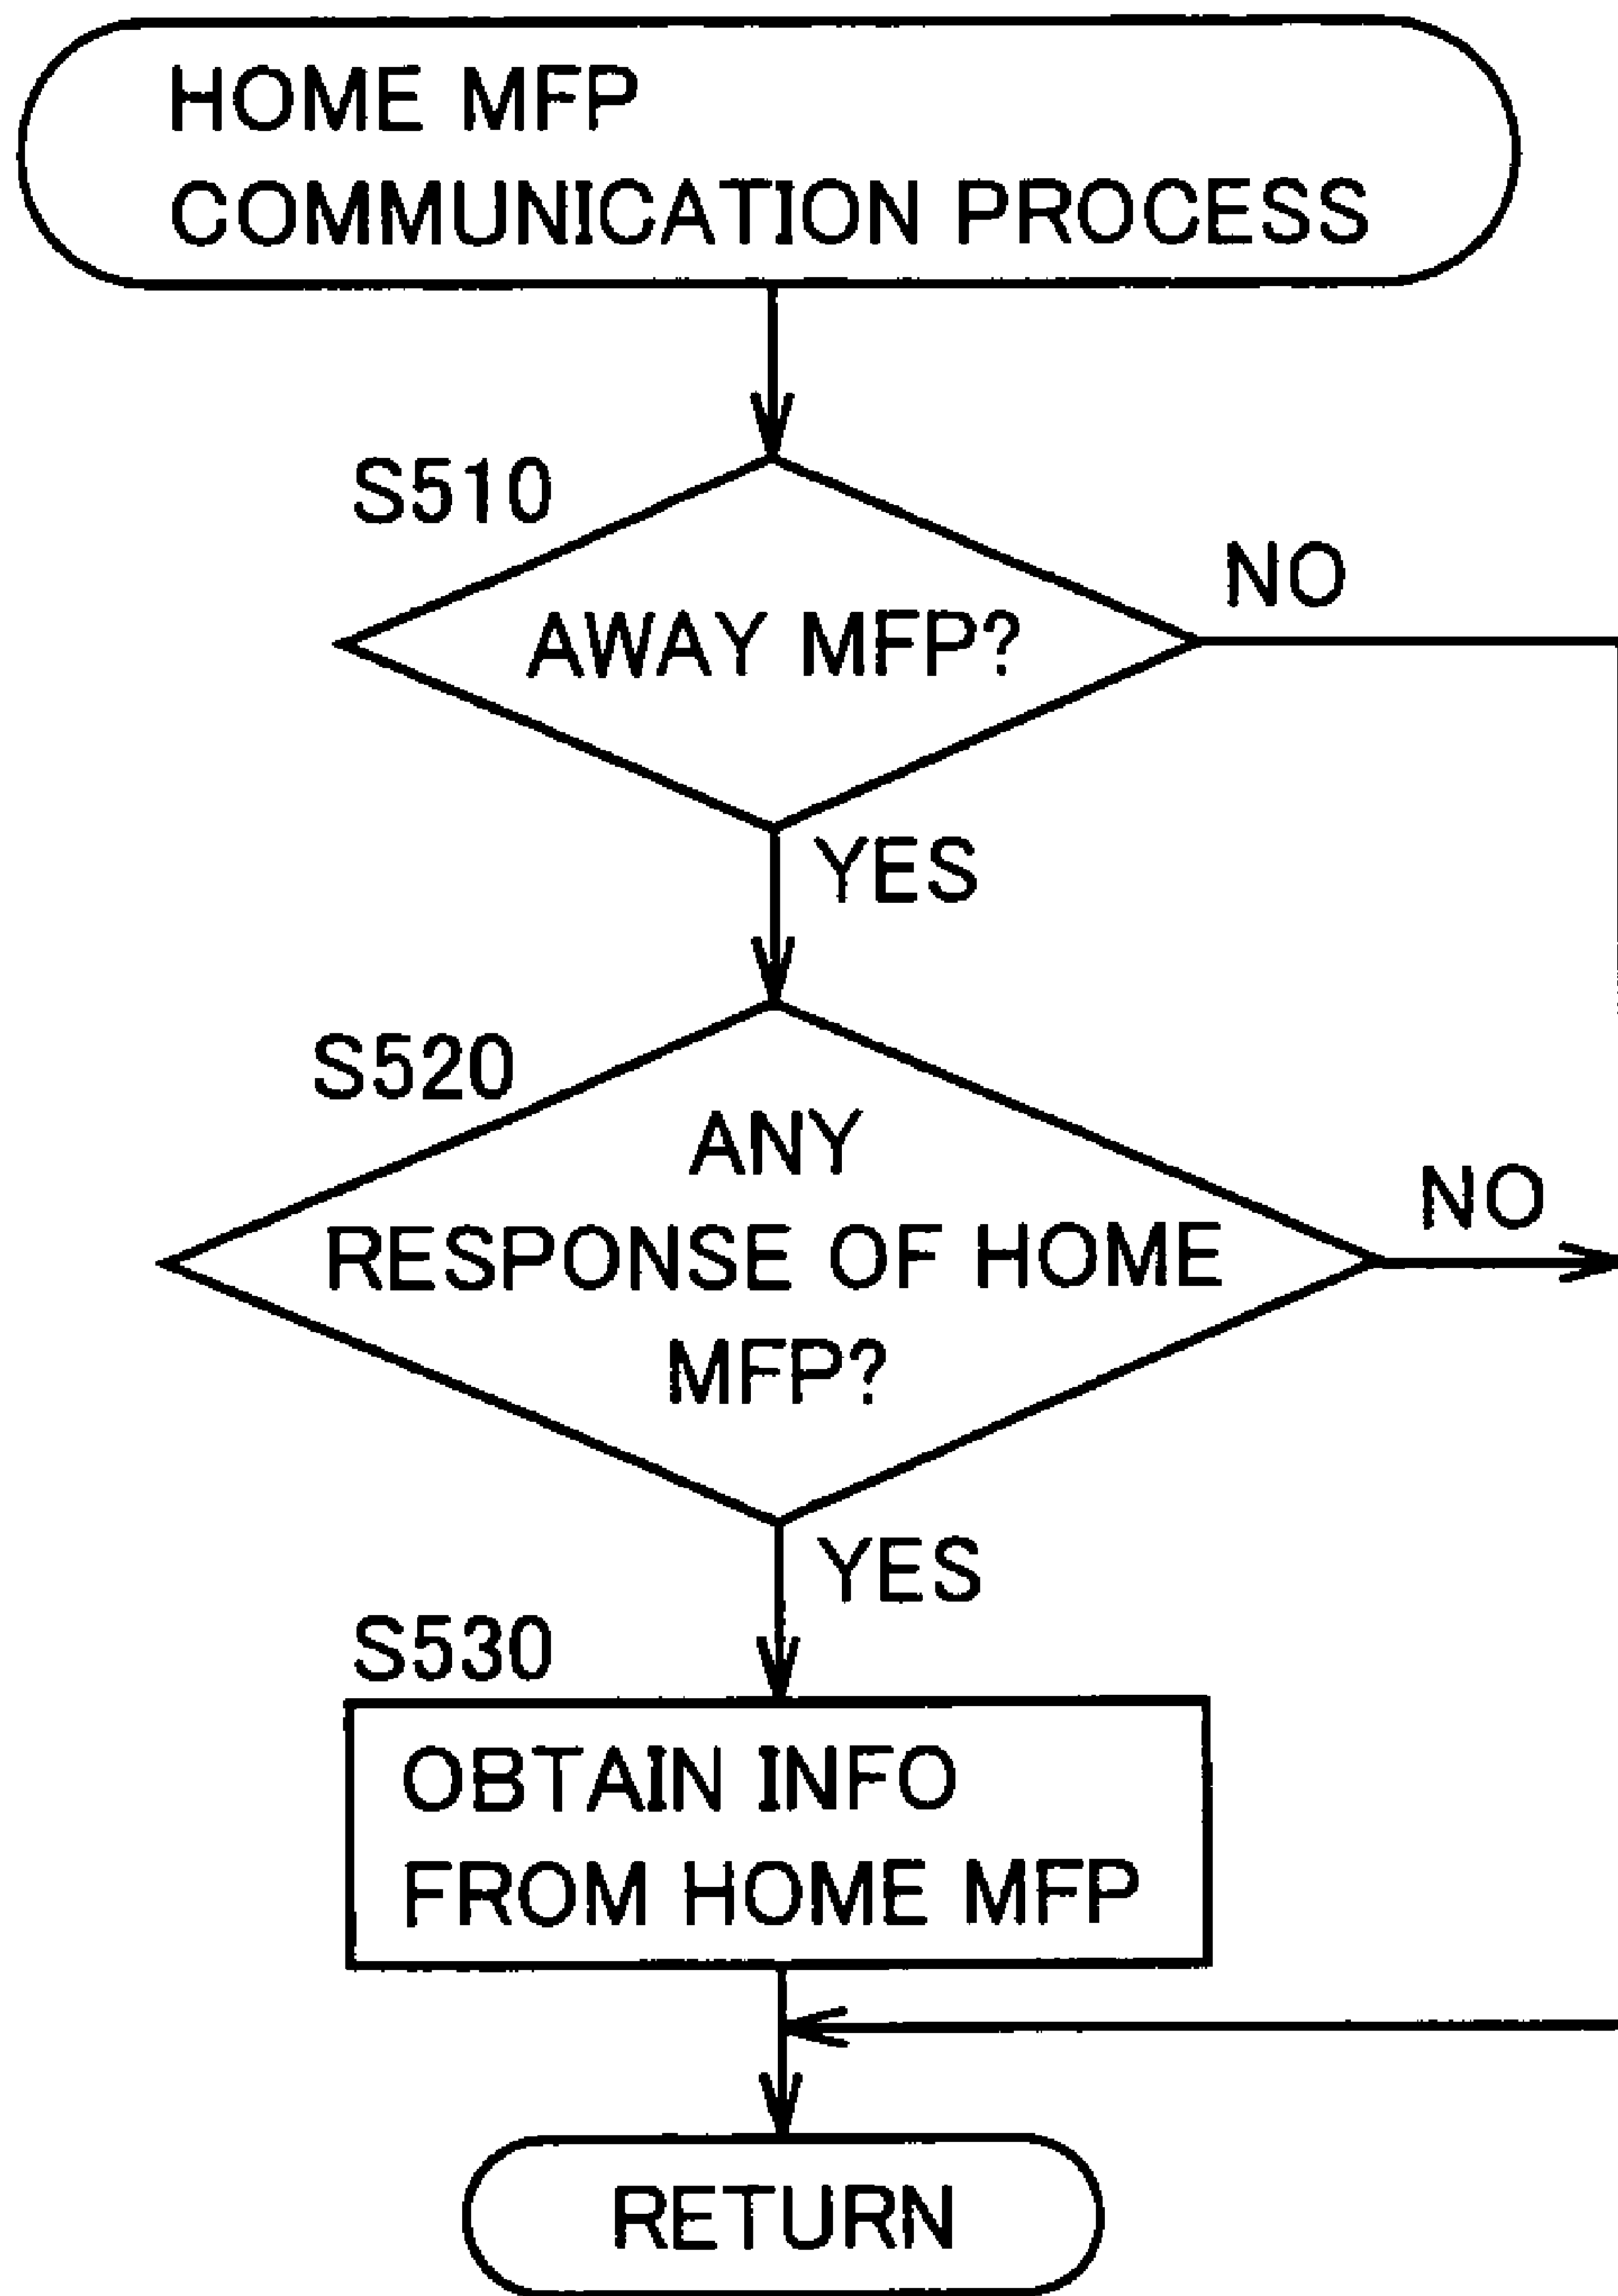 HOME MFP
COMMUNICATION PROCESS
S510
AWAY MFP?
NO
YES
S520
ANY
RESPONSE OF HOME
MFP?
NO
YES
S530
OBTAIN INFO
FROM HOME MFP
RETURN